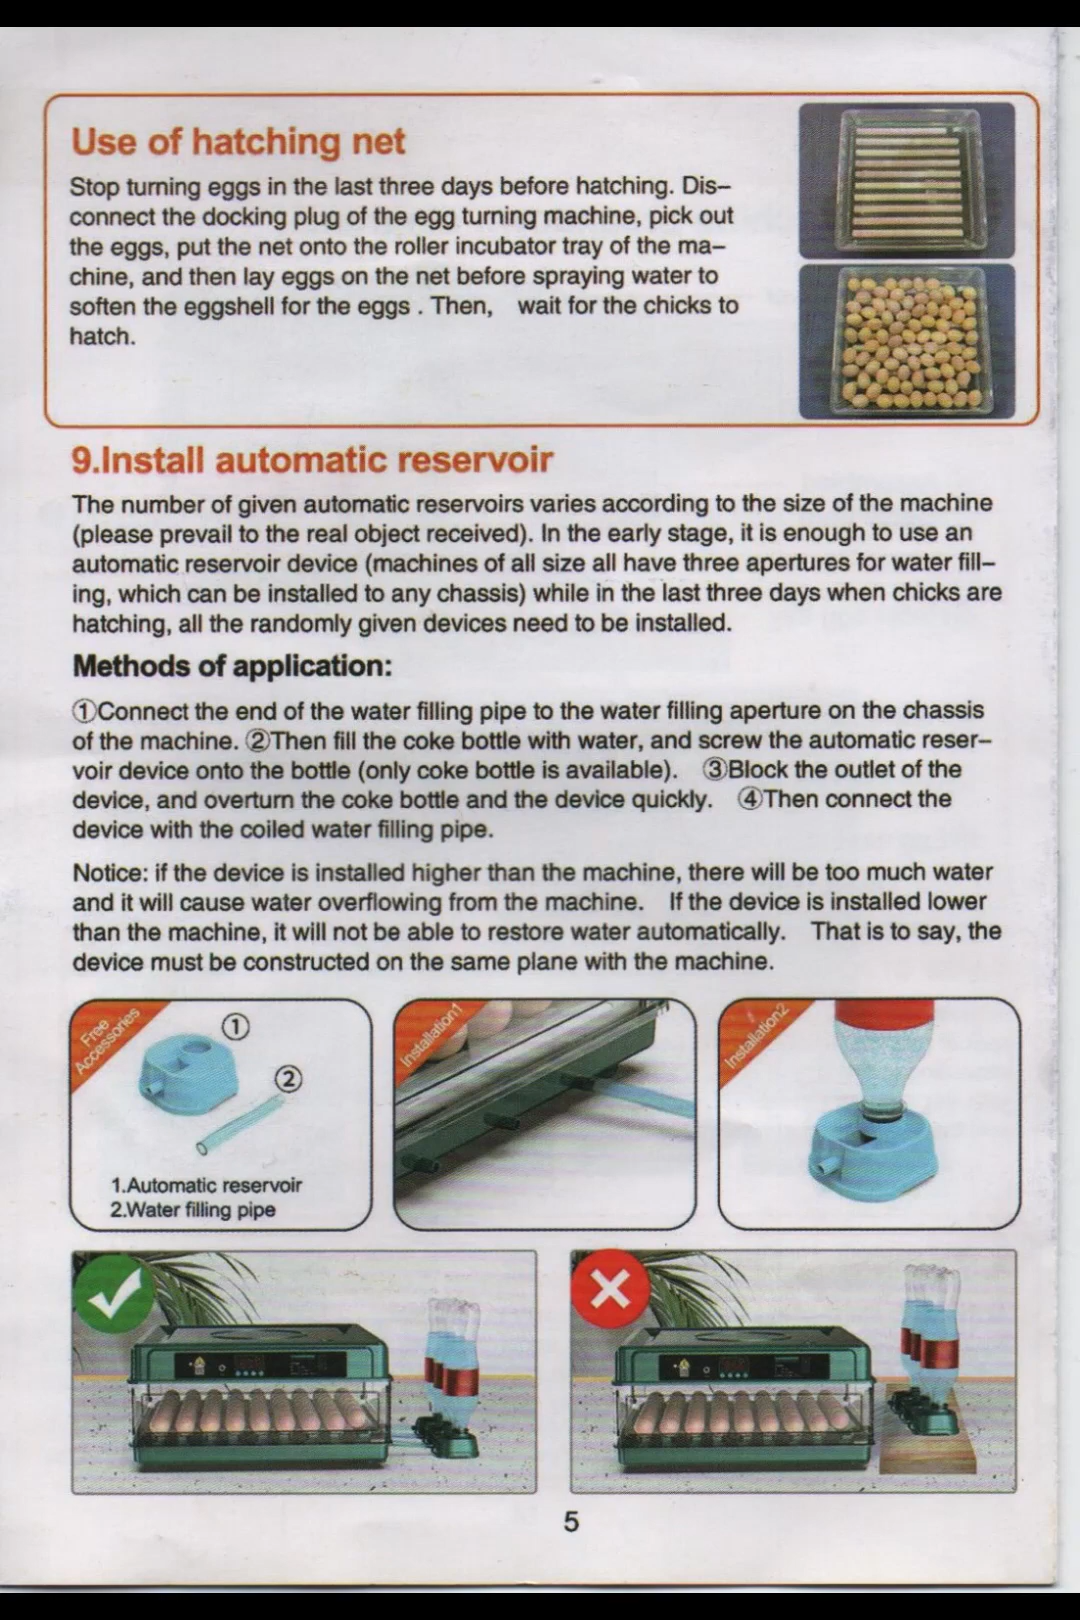 Use of hatching net
Stop turning eggs in the last three days before hatching. Dis-
connect the docking plug of the egg turning machine, pick out
the eggs, put the net onto the roller incubator tray of the ma-
chine, and then lay eggs on the net before spraying water to
soften the eggshell for the eggs . Then, wait for the chicks to
hatch.
9.Install automatic reservoir
The number of given automatic reservoirs varies according to the size of the machine
(please prevail to the real object received). In the early stage, it is enough to use an
automatic reservoir device (machines of all size all have three apertures for water fill-
ing, which can be installed to any chassis) while in the last three days when chicks are
hatching, all the randomly given devices need to be installed.
Methods of application:
①Connect the end of the water filling pipe to the water filling aperture on the chassis
of the machine. ②Then fill the coke bottle with water, and screw the automatic reser-
voir device onto the bottle (only coke bottle is available). ③Block the outlet of the
device, and overturn the coke bottle and the device quickly. ④Then connect the
device with the coiled water filling pipe.
Notice: if the device is installed higher than the machine, there will be too much water
and it will cause water overflowing from the machine. If the device is installed lower
than the machine, it will not be able to restore water automatically. That is to say, the
device must be constructed on the same plane with the machine.
Free
Accessories
①
②
1.Automatic reservoir
2.Water filling pipe
Installation1
Installation2
5